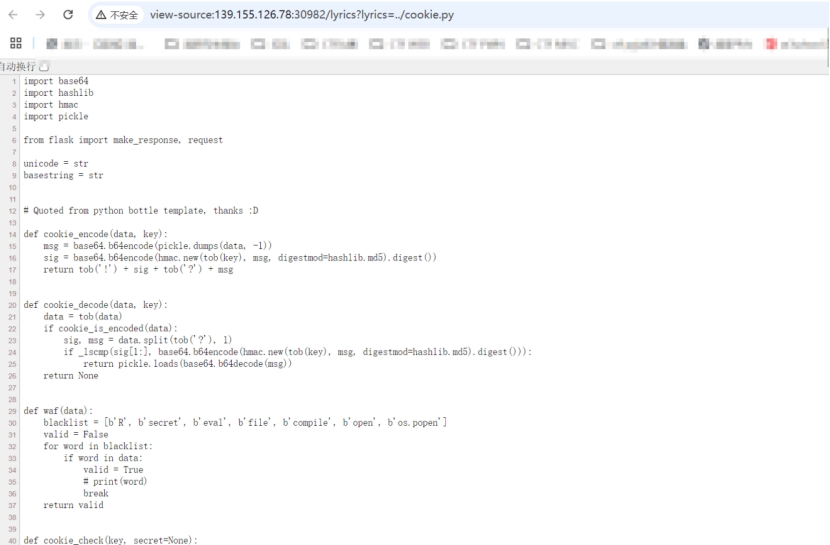 不安全 view-source:139.155.126.78:30982/lyrics?lyrics=../cookie.py
自动换行
1 import base64
2 import hashlib
3 import hmac
4 import pickle
5
6 from flask import make_response, request
7
8 unicode = str
9 basestring = str
10
11
12 # Quoted from python bottle template, thanks :D
13
14 def cookie_encode(data, key):
15     msg = base64.b64encode(pickle.dumps(data, -1))
16     sig = base64.b64encode(hmac.new(tob(key), msg, digestmod=hashlib.md5).digest())
17     return tob('!') + sig + tob('?') + msg
18
19
20 def cookie_decode(data, key):
21     data = tob(data)
22     if cookie_is_encoded(data):
23         sig, msg = data.split(tob('?'), 1)
24         if _lscmp(sig[1:], base64.b64encode(hmac.new(tob(key), msg, digestmod=hashlib.md5).digest())):
25             return pickle.loads(base64.b64decode(msg))
26     return None
27
28
29 def waf(data):
30     blacklist = [b'R', b'secret', b'eval', b'file', b'compile', b'open', b'os.popen']
31     valid = False
32     for word in blacklist:
33         if word in data:
34             valid = True
35             # print(word)
36             break
37     return valid
38
39
40 def cookie_check(key, secret=None):